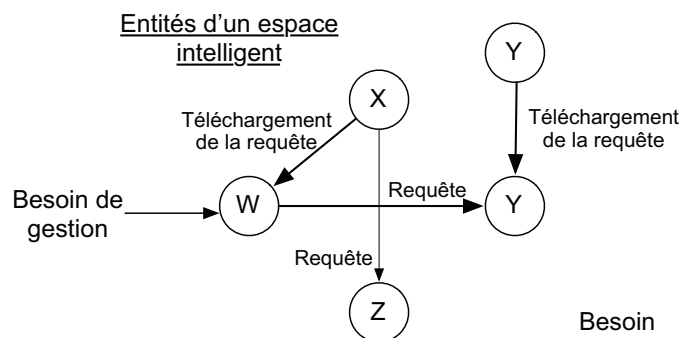 Entités d'un espace
intelligent
Y
X
Téléchargement
de la requête
Téléchargement
de la requête
Besoin de
gestion
W
Requête
Y
Requête
Z
Besoin